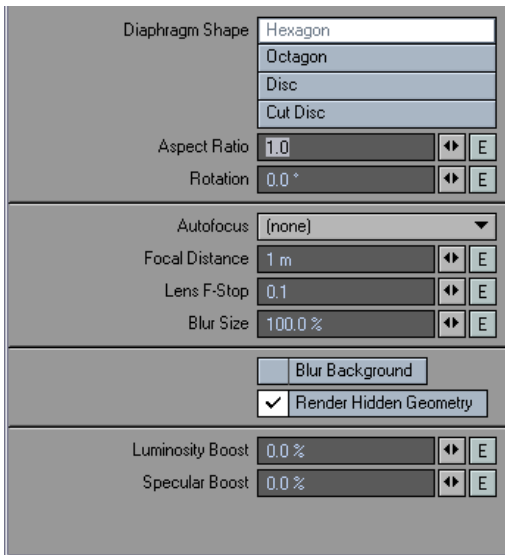 Diaphragm Shape Hexagon
Octagon
Disc
Cut Disc
Aspect Ratio 1.0 E
Rotation 0.0 ° E
Autofocus (none)
Focal Distance 1 m E
Lens F-Stop 0.1 E
Blur Size 100.0 % E
Blur Background
Render Hidden Geometry
Luminosity Boost 0.0 % E
Specular Boost 0.0 % E